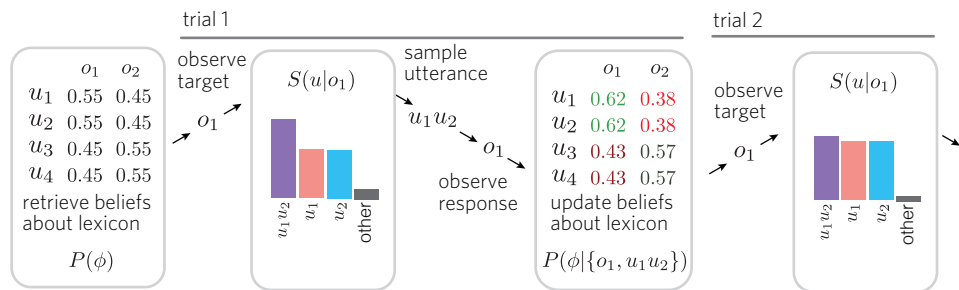 trial 1
trial 2
o₁ o₂
u₁ 0.55 0.45
u₂ 0.55 0.45
u₃ 0.45 0.55
u₄ 0.45 0.55
retrieve beliefs
about lexicon
P(ϕ)
observe
target
o₁
S(u|o₁)
u₁u₂
u₁
u₂
other
sample
utterance
u₁u₂
o₁
observe
response
o₁ o₂
u₁ 0.62 0.38
u₂ 0.62 0.38
u₃ 0.43 0.57
u₄ 0.43 0.57
update beliefs
about lexicon
P(ϕ|{o₁, u₁u₂})
observe
target
o₁
S(u|o₁)
u₁u₂
u₁
u₂
other